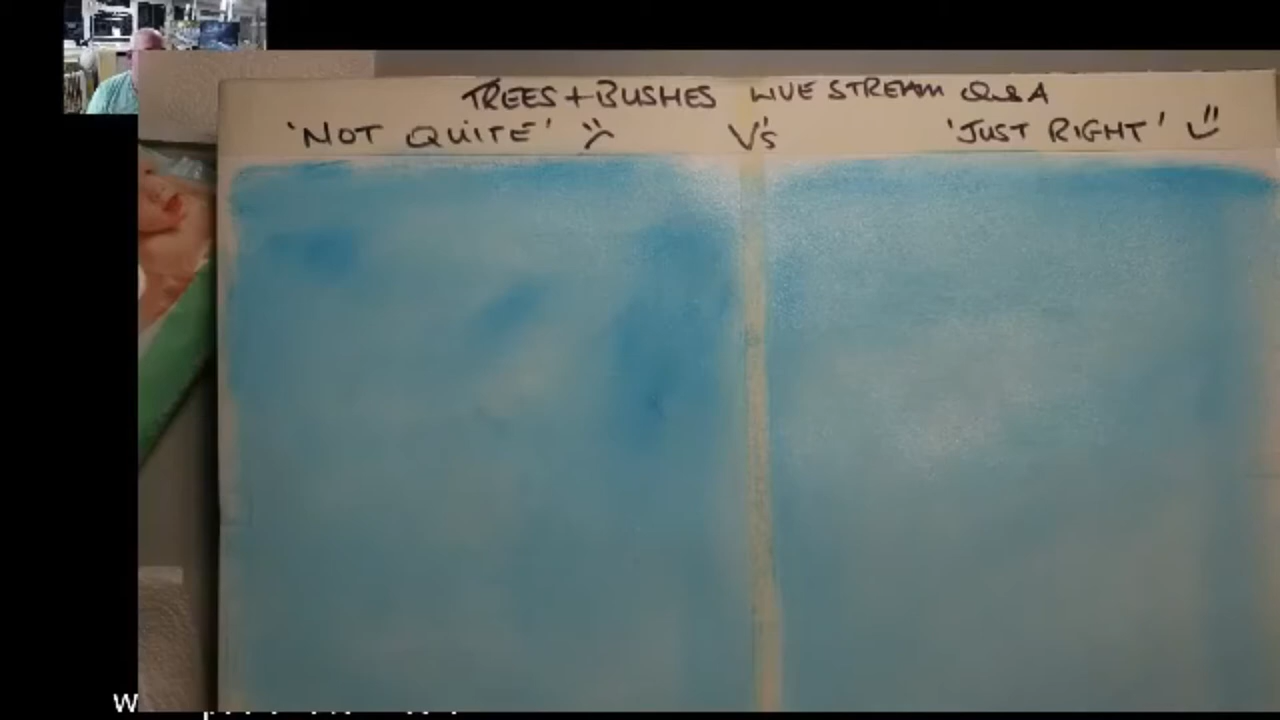 TREES + BUSHES LIVE STREAM Q&A
'NOT QUITE' :( V's 'JUST RIGHT' :)
W